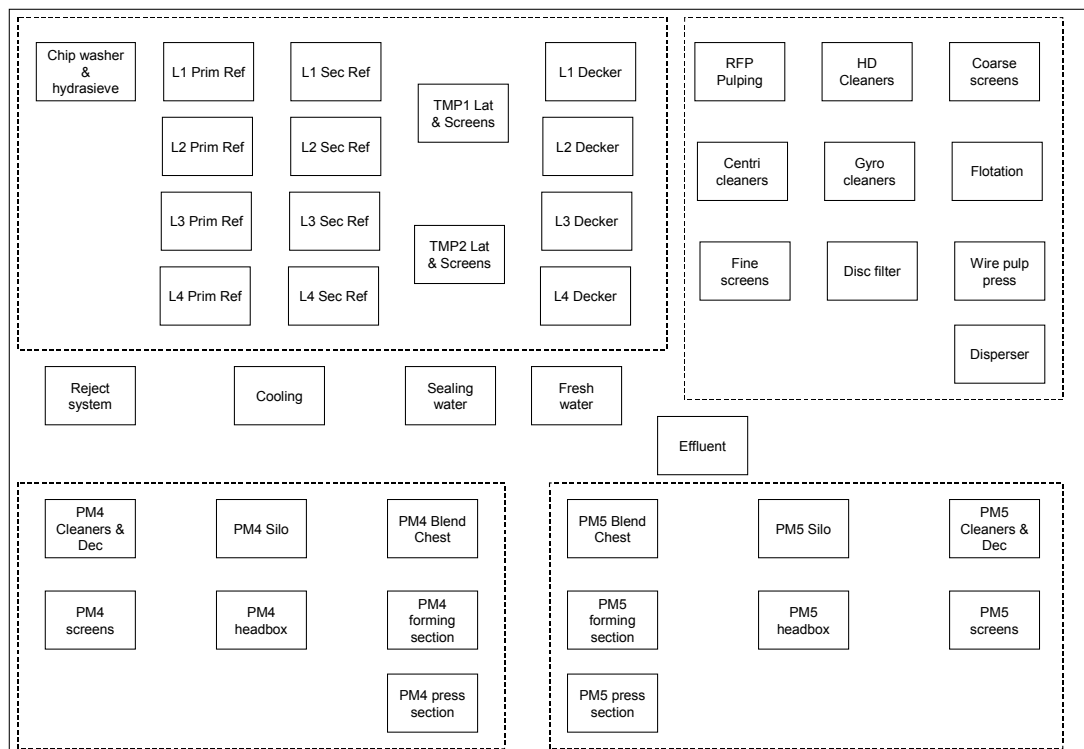 Chip washer
&
hydrasieve
L1 Prim Ref
L1 Sec Ref
L1 Decker
TMP1 Lat
& Screens
L2 Prim Ref
L2 Sec Ref
L2 Decker
L3 Prim Ref
L3 Sec Ref
L3 Decker
TMP2 Lat
& Screens
L4 Prim Ref
L4 Sec Ref
L4 Decker
RFP
Pulping
HD
Cleaners
Coarse
screens
Centri
cleaners
Gyro
cleaners
Flotation
Fine
screens
Disc filter
Wire pulp
press
Disperser
Reject
system
Cooling
Sealing
water
Fresh
water
Effluent
PM4
Cleaners &
Dec
PM4 Silo
PM4 Blend
Chest
PM4
screens
PM4
headbox
PM4
forming
section
PM4 press
section
PM5 Blend
Chest
PM5 Silo
PM5
Cleaners &
Dec
PM5
forming
section
PM5
headbox
PM5
screens
PM5 press
section